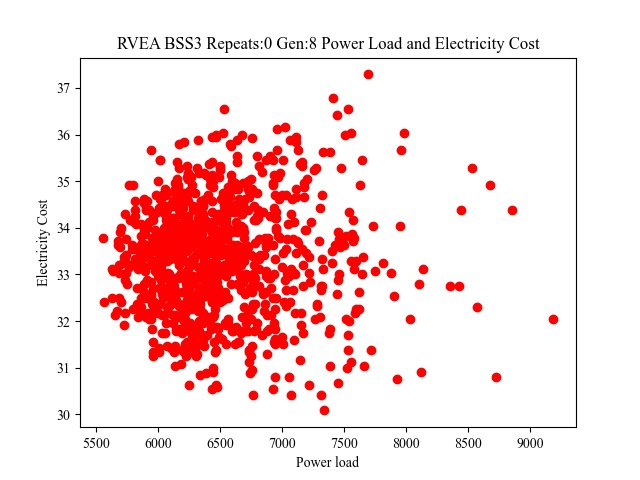 RVEA BSS3 Repeats:0 Gen:8 Power Load and Electricity Cost
37
36
35
34
33
32
31
30
Electricity Cost
5500 6000 6500 7000 7500 8000 8500 9000
Power load